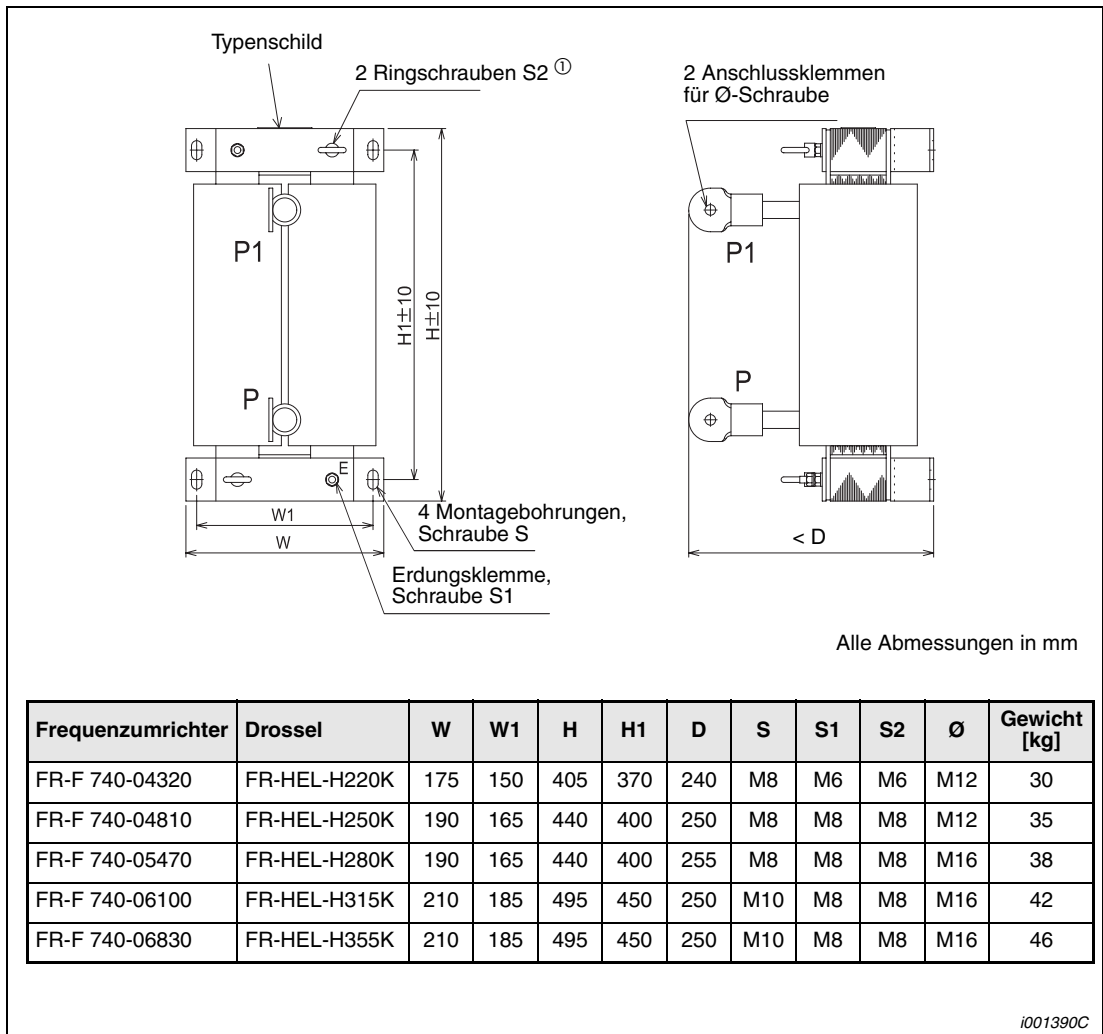 Typenschild
2 Ringschrauben S2 ①
2 Anschlussklemmen
für Ø-Schraube
P1
P1
H1±10
H±10
P
P
E
W1
W
4 Montagebohrungen,
Schraube S
< D
Erdungsklemme,
Schraube S1
Alle Abmessungen in mm
Frequenzumrichter Drossel W W1 H H1 D S S1 S2 Ø Gewicht [kg]
FR-F 740-04320 FR-HEL-H220K 175 150 405 370 240 M8 M6 M6 M12 30
FR-F 740-04810 FR-HEL-H250K 190 165 440 400 250 M8 M8 M8 M12 35
FR-F 740-05470 FR-HEL-H280K 190 165 440 400 255 M8 M8 M8 M16 38
FR-F 740-06100 FR-HEL-H315K 210 185 495 450 250 M10 M8 M8 M16 42
FR-F 740-06830 FR-HEL-H355K 210 185 495 450 250 M10 M8 M8 M16 46
i001390C